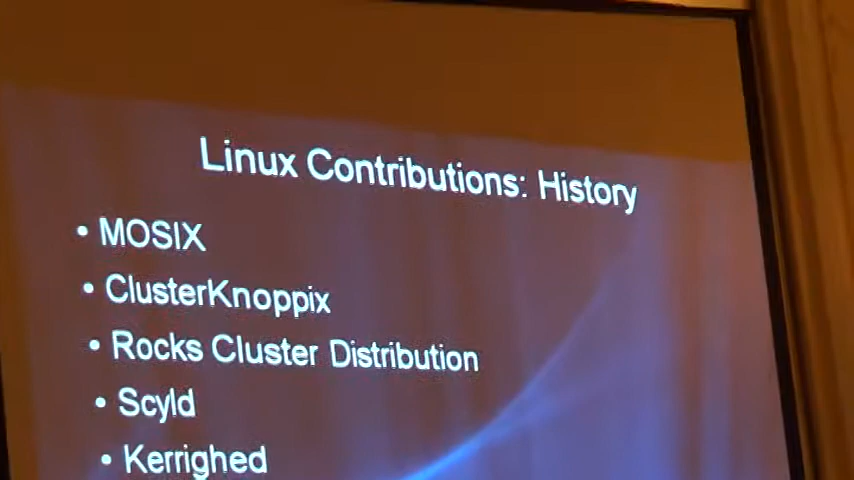 Linux Contributions: History
• MOSIX
• ClusterKnoppix
• Rocks Cluster Distribution
• Scyld
• Kerrighed